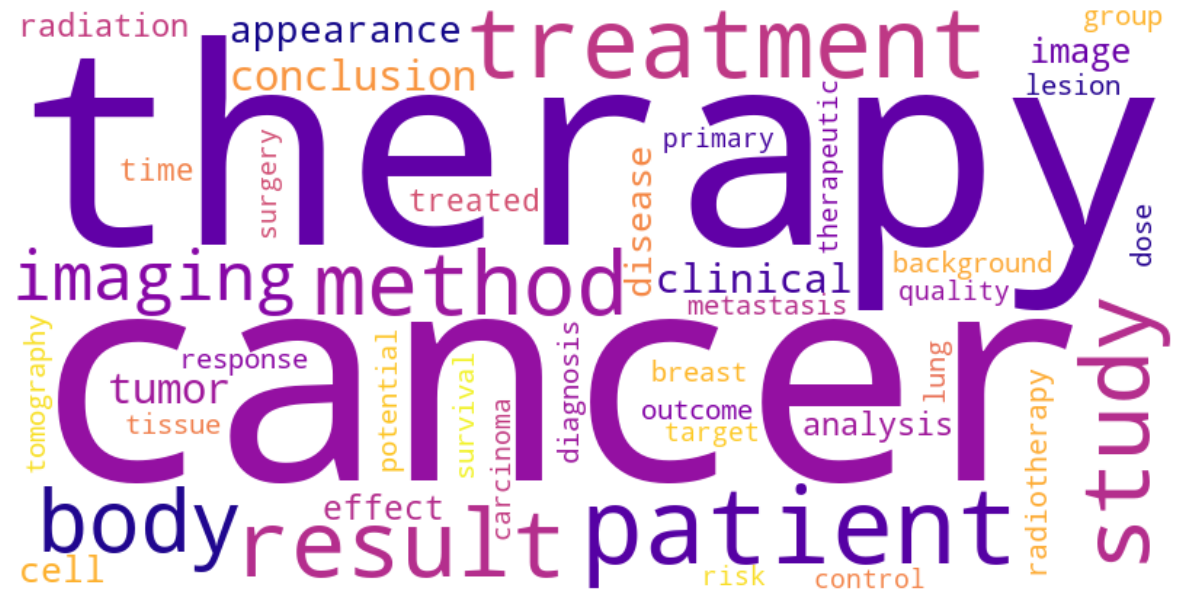 radiation
appearance
treatment
group
image
conclusion
lesion
therapy
primary
therapeutic
time
surgery
treated
disease
dose
imaging
method
clinical
background
quality
metastasis
study
cancer
tomography
response
tumor
tissue
potential
survival
carcinoma
diagnosis
breast
outcome
target
analysis
lung
radiotherapy
body
effect
result
patient
cell
risk
control